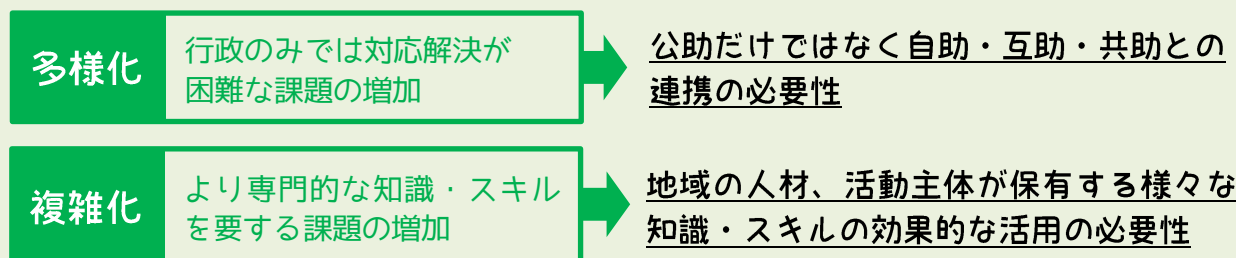 多様化
行政のみでは対応解決が
困難な課題の増加
公助だけではなく自助・互助・共助との
連携の必要性
複雑化
より専門的な知識・スキル
を要する課題の増加
地域の人材、活動主体が保有する様々な
知識・スキルの効果的な活用の必要性